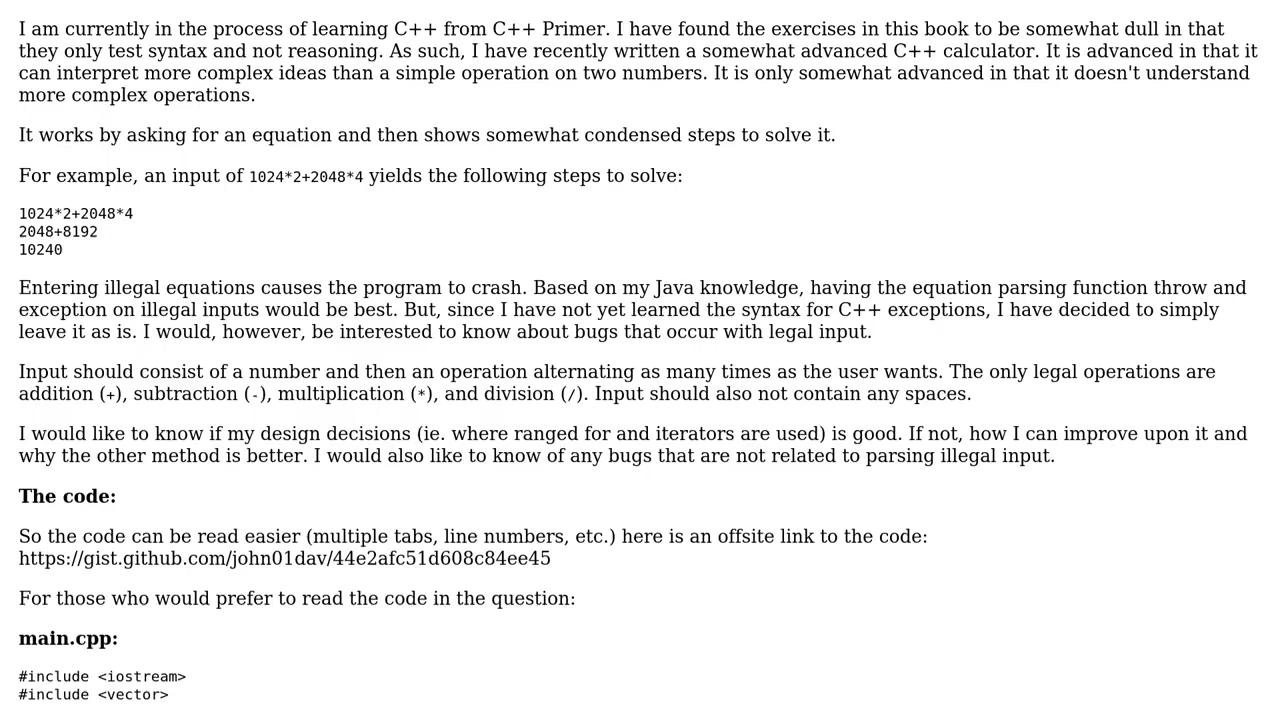 I am currently in the process of learning C++ from C++ Primer. I have found the exercises in this book to be somewhat dull in that
they only test syntax and not reasoning. As such, I have recently written a somewhat advanced C++ calculator. It is advanced in that it
can interpret more complex ideas than a simple operation on two numbers. It is only somewhat advanced in that it doesn't understand
more complex operations.
It works by asking for an equation and then shows somewhat condensed steps to solve it.
For example, an input of 1024*2+2048*4 yields the following steps to solve:
1024*2+2048*4
2048+8192
10240
Entering illegal equations causes the program to crash. Based on my Java knowledge, having the equation parsing function throw and
exception on illegal inputs would be best. But, since I have not yet learned the syntax for C++ exceptions, I have decided to simply
leave it as is. I would, however, be interested to know about bugs that occur with legal input.
Input should consist of a number and then an operation alternating as many times as the user wants. The only legal operations are
addition (+), subtraction (-), multiplication (*), and division (/). Input should also not contain any spaces.
I would like to know if my design decisions (ie. where ranged for and iterators are used) is good. If not, how I can improve upon it and
why the other method is better. I would also like to know of any bugs that are not related to parsing illegal input.
The code:
So the code can be read easier (multiple tabs, line numbers, etc.) here is an offsite link to the code:
https://gist.github.com/john01dav/44e2afc51d608c84ee45
For those who would prefer to read the code in the question:
main.cpp:
#include <iostream>
#include <vector>